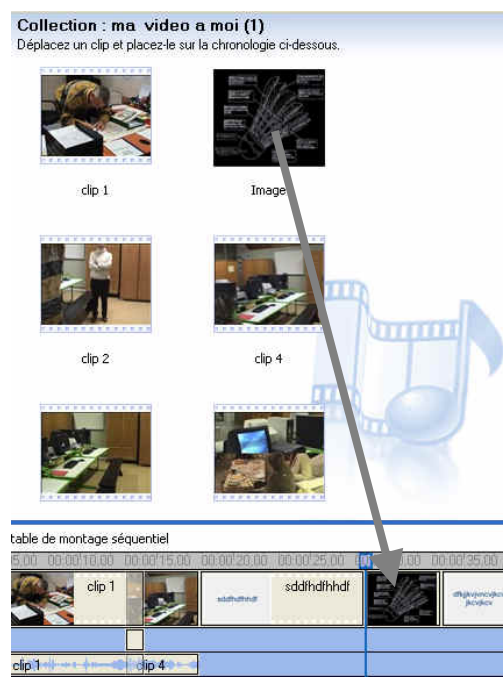 Collection : ma video a moi (1)
Déplacez un clip et placez-le sur la chronologie ci-dessous.
clip 1
Image
clip 2
clip 4
table de montage séquentiel
5,00 00:00'10,00 00:00'15,00 00:00'20,00 00:00'25,00 00:00'35,00
clip 1
sddfhdfhhdf
sddfhdfhhdf
clip 1
clip 4